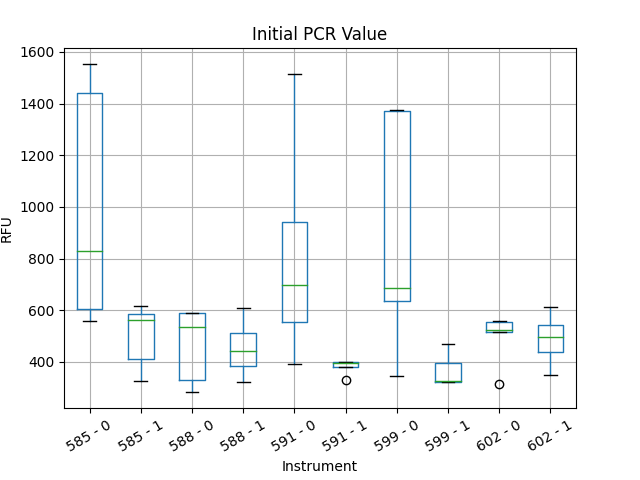 Initial PCR Value
1600
1400
1200
1000
800
600
400
RFU
585 - 0
585 - 1
588 - 0
588 - 1
591 - 0
591 - 1
599 - 0
599 - 1
602 - 0
602 - 1
Instrument